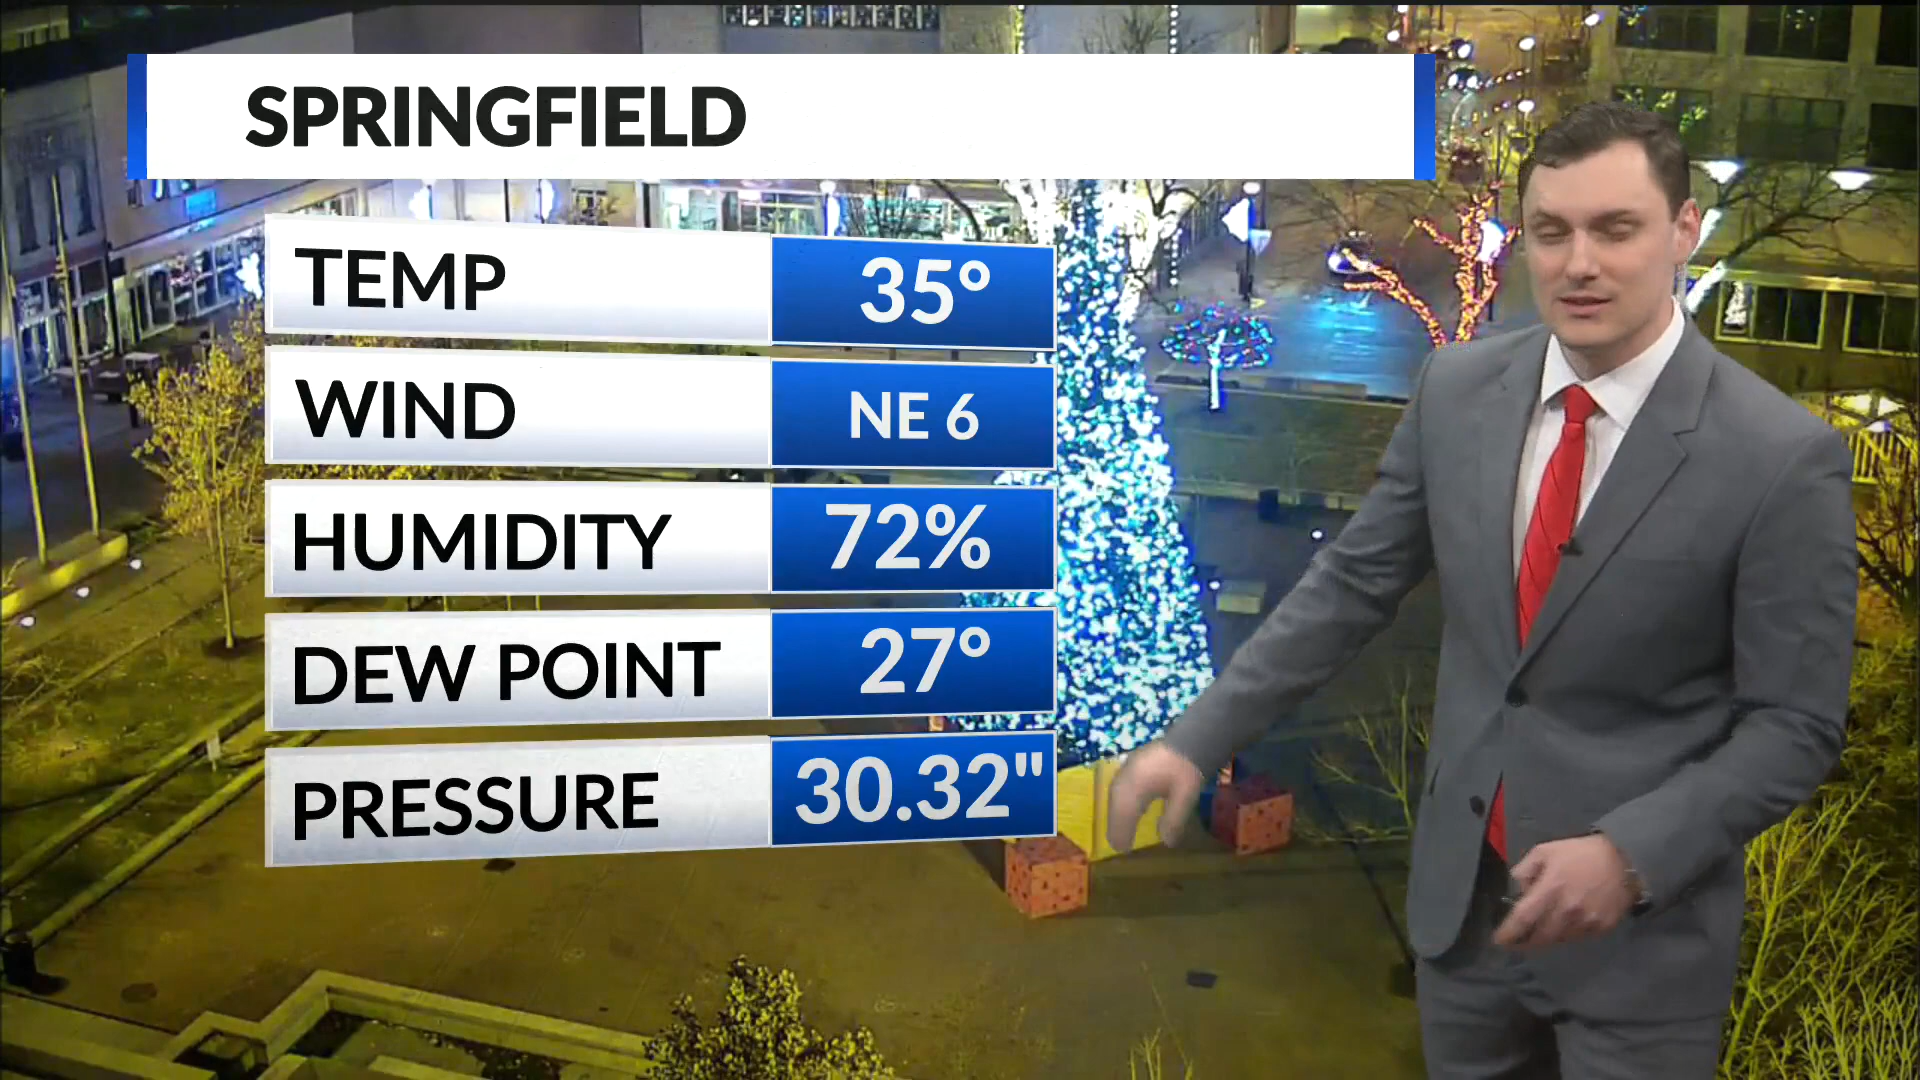 SPRINGFIELD
TEMP 35°
WIND NE 6
HUMIDITY 72%
DEW POINT 27°
PRESSURE 30.32"